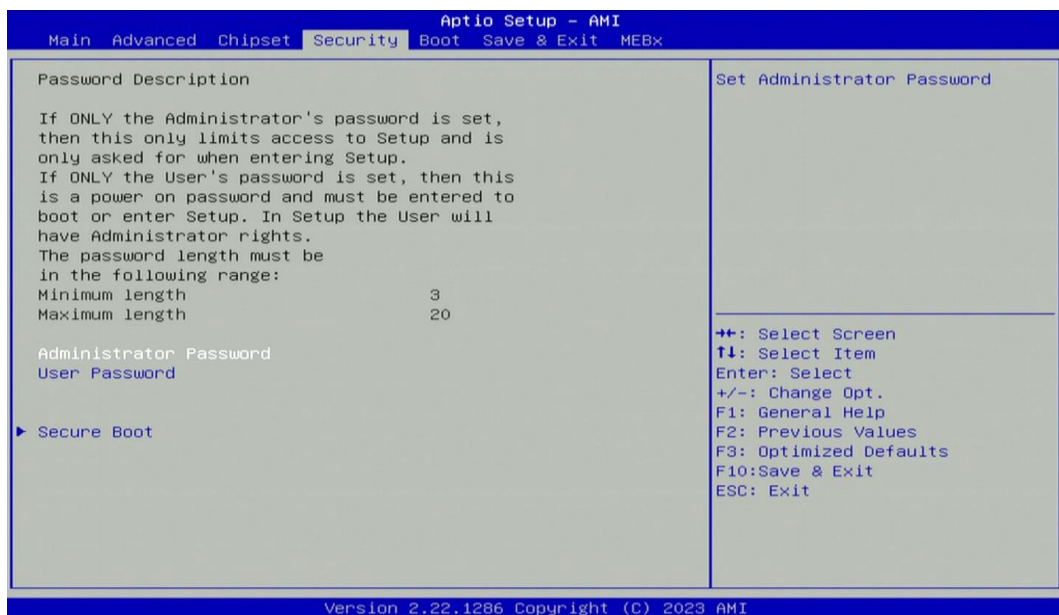 Aptio Setup – AMI
Main Advanced Chipset Security Boot Save & Exit MEBx
Password Description
If ONLY the Administrator's password is set,
then this only limits access to Setup and is
only asked for when entering Setup.
If ONLY the User's password is set, then this
is a power on password and must be entered to
boot or enter Setup. In Setup the User will
have Administrator rights.
The password length must be
in the following range:
Minimum length 3
Maximum length 20
Administrator Password
User Password
► Secure Boot
Set Administrator Password
→←: Select Screen
↑↓: Select Item
Enter: Select
+/-: Change Opt.
F1: General Help
F2: Previous Values
F3: Optimized Defaults
F10:Save & Exit
ESC: Exit
Version 2.22.1286 Copyright (C) 2023 AMI